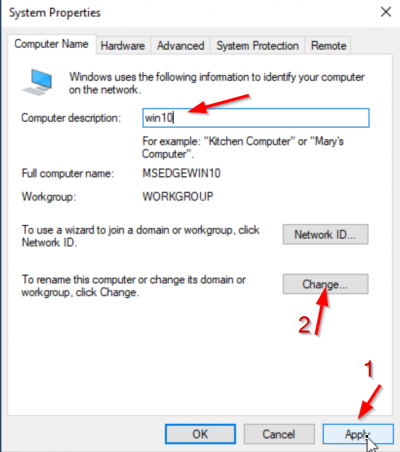 System Properties
Computer Name Hardware Advanced System Protection Remote
Windows uses the following information to identify your computer
on the network.
Computer description: win10
For example: "Kitchen Computer" or "Mary's
Computer".
Full computer name: MSEDGEWIN10
Workgroup: WORKGROUP
To use a wizard to join a domain or workgroup, click
Network ID.
Network ID...
To rename this computer or change its domain or
workgroup, click Change.
Change...
2
1
OK Cancel Apply